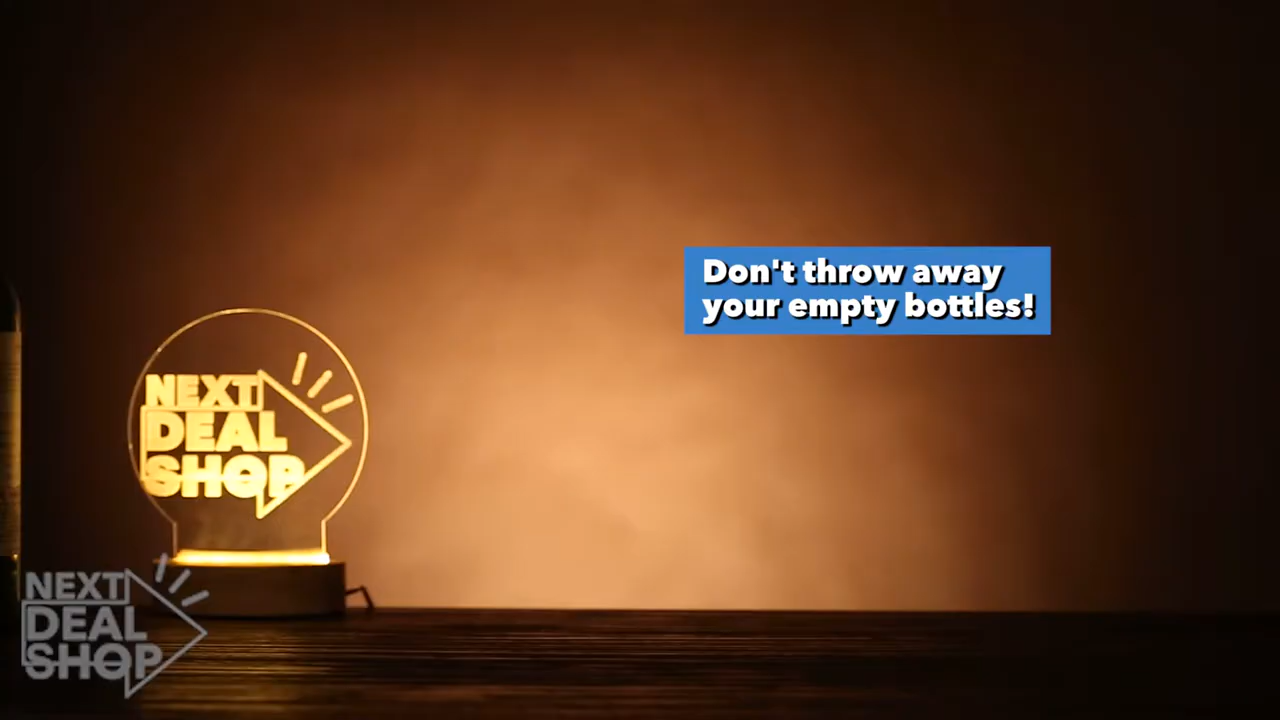 Don't throw away
your empty bottles!
NEXT
DEAL
SHOP
NEXT
DEAL
SHOP